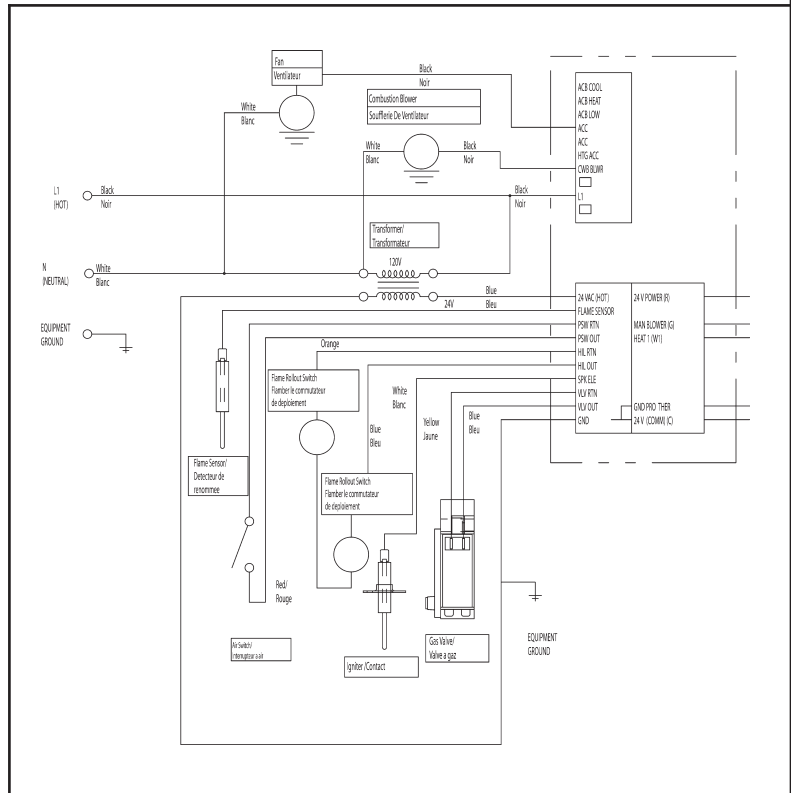 Fan
Ventilateur
Black
Noir
White
Blanc
Combustion Blower
Soufflerie De Ventilateur
White
Blanc
Black
Noir
ACB COOL
ACB HEAT
ACB LOW
ACC
ACC
HTG ACC
CWB BLWR
L1
L1
(HOT)
Black
Noir
Black
Noir
Transformer/
Transformateur
120V
N
(NEUTRAL)
White
Blanc
24V
Blue
Bleu
EQUIPMENT
GROUND
24 VAC (HOT)
FLAME SENSOR
PSW RTN
PSW OUT
HIL RTN
HIL OUT
SPK ELE
VLV RTN
VLV OUT
GND
24 V POWER (R)
MAN BLOWER (G)
HEAT 1 (W1)
GND PRO THER
24 V (COMM) (C)
Orange
Flame Rollout Switch
Flamber le commutateur
de deploiement
White
Blanc
Yellow
Jaune
Blue
Bleu
Blue
Bleu
Flame Sensor/
Detecteur de
renommee
Flame Rollout Switch
Flamber le commutateur
de deploiement
Red/
Rouge
Air Switch/
Interrupteur a air
Igniter /Contact
Gas Valve/
Valve a gaz
EQUIPMENT
GROUND